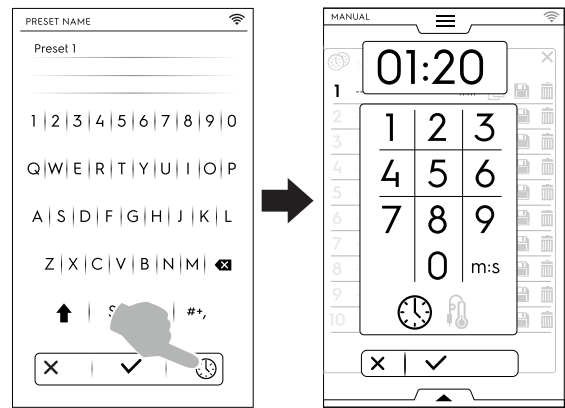 PRESET NAME
Preset 1
1 2 3 4 5 6 7 8 9 0
Q W E R T Y U I O P
A S D F G H J K L
Z X C V B N M
S
#+,
MANUAL
01:20
1
2
3
4
5
6
7
8
9
10
1 2 3
4 5 6
7 8 9
0 m:s